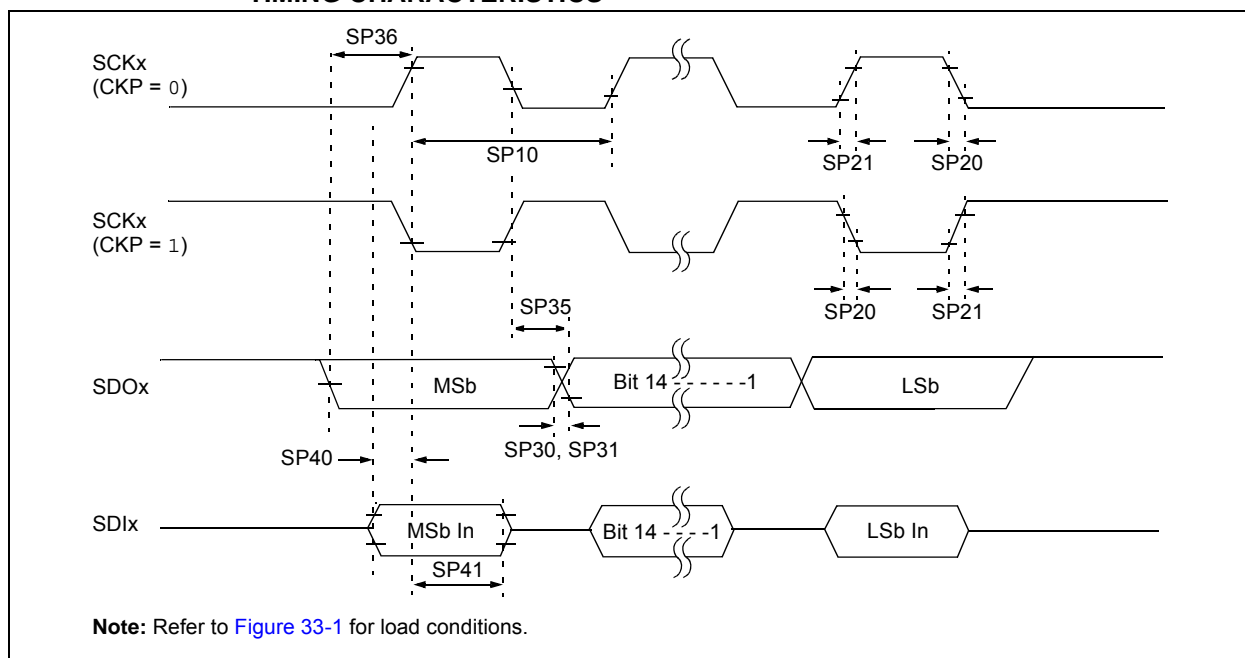 TIMING CHARACTERISTICS
SP36
SCKx
(CKP = 0)
SP10
SP21
SP20
SCKx
(CKP = 1)
SP35
SP20
SP21
SDOx
MSb
Bit 14 - - - - - -1
LSb
SP40
SP30, SP31
SDIx
MSb In
Bit 14 - - - -1
LSb In
SP41
Note: Refer to Figure 33-1 for load conditions.